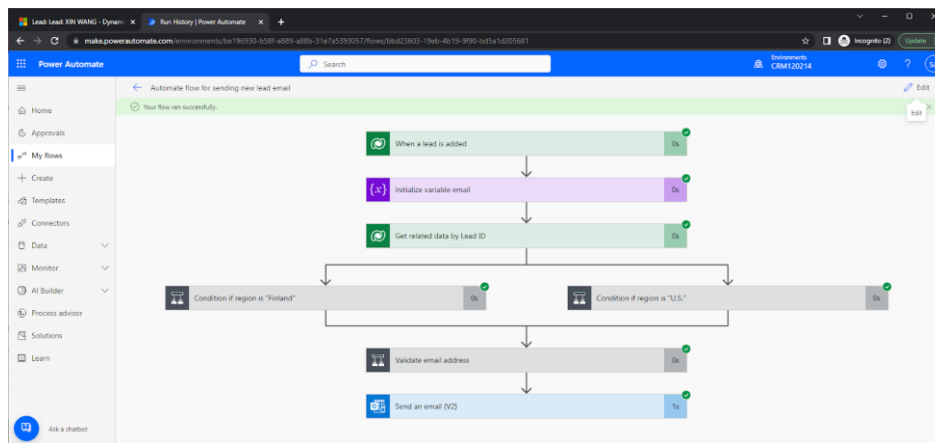 Lead: Lead: XIN WANG - Dynam
Run History | Power Automate
make.powerautomate.com/environments/be196930-b58f-e889-a88b-31e7a5393057/flows/bbd23603-19eb-4b19-9f90-bd5a1d205681
Incognito (2)
Update
Power Automate
Search
Environments
CRM120214
Automate flow for sending new lead email
Edit
Your flow ran successfully.
Edit
Home
Approvals
My flows
Create
Templates
Connectors
Data
Monitor
AI Builder
Process advisor
Solutions
Learn
Ask a chatbot
When a lead is added
0s
{x}
Initialize variable email
0s
Get related data by Lead ID
0s
Condition if region is "Finland"
0s
Condition if region is "U.S."
0s
Validate email address
0s
Send an email (V2)
1s